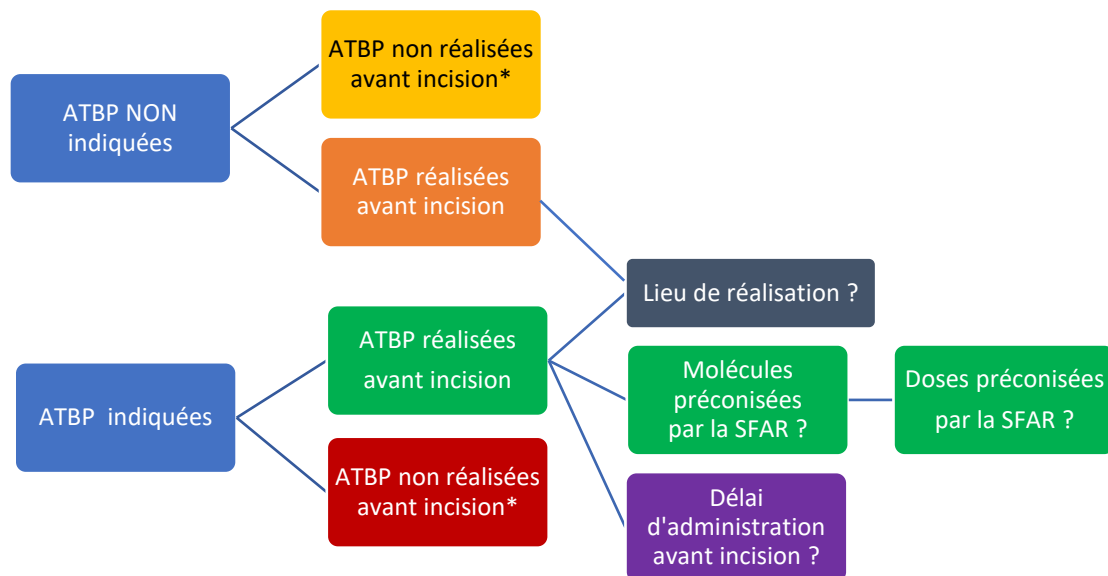 ATBP non réalisées
avant incision*
ATBP NON
indiquées
ATBP réalisées
avant incision
Lieu de réalisation ?
ATBP réalisées
avant incision
ATBP  indiquées
Molécules
préconisées
par la SFAR ?
Doses préconisées
par la SFAR ?
ATBP non réalisées
avant incision*
Délai
d'administration
avant incision ?